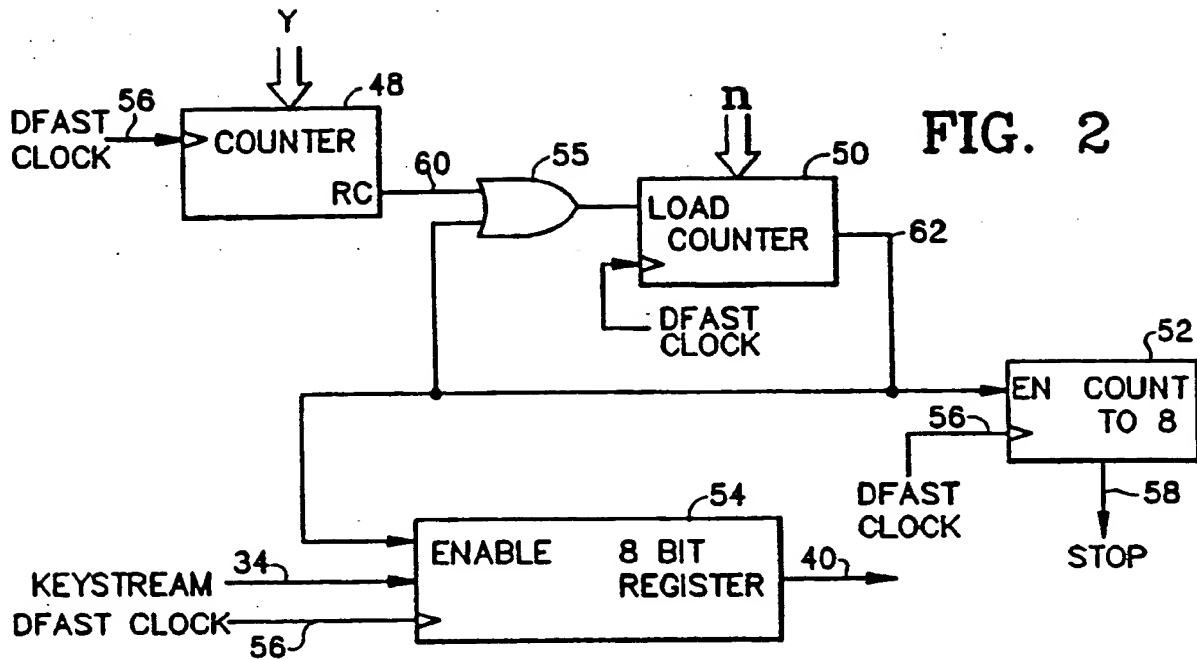 Y
n
FIG. 2
DFAST
CLOCK
56
48
COUNTER
RC
60
55
50
LOAD
COUNTER
62
DFAST
CLOCK
52
EN COUNT
TO 8
56
DFAST
CLOCK
58
STOP
54
ENABLE 8 BIT
REGISTER
40
KEYSTREAM
34
DFAST CLOCK
56